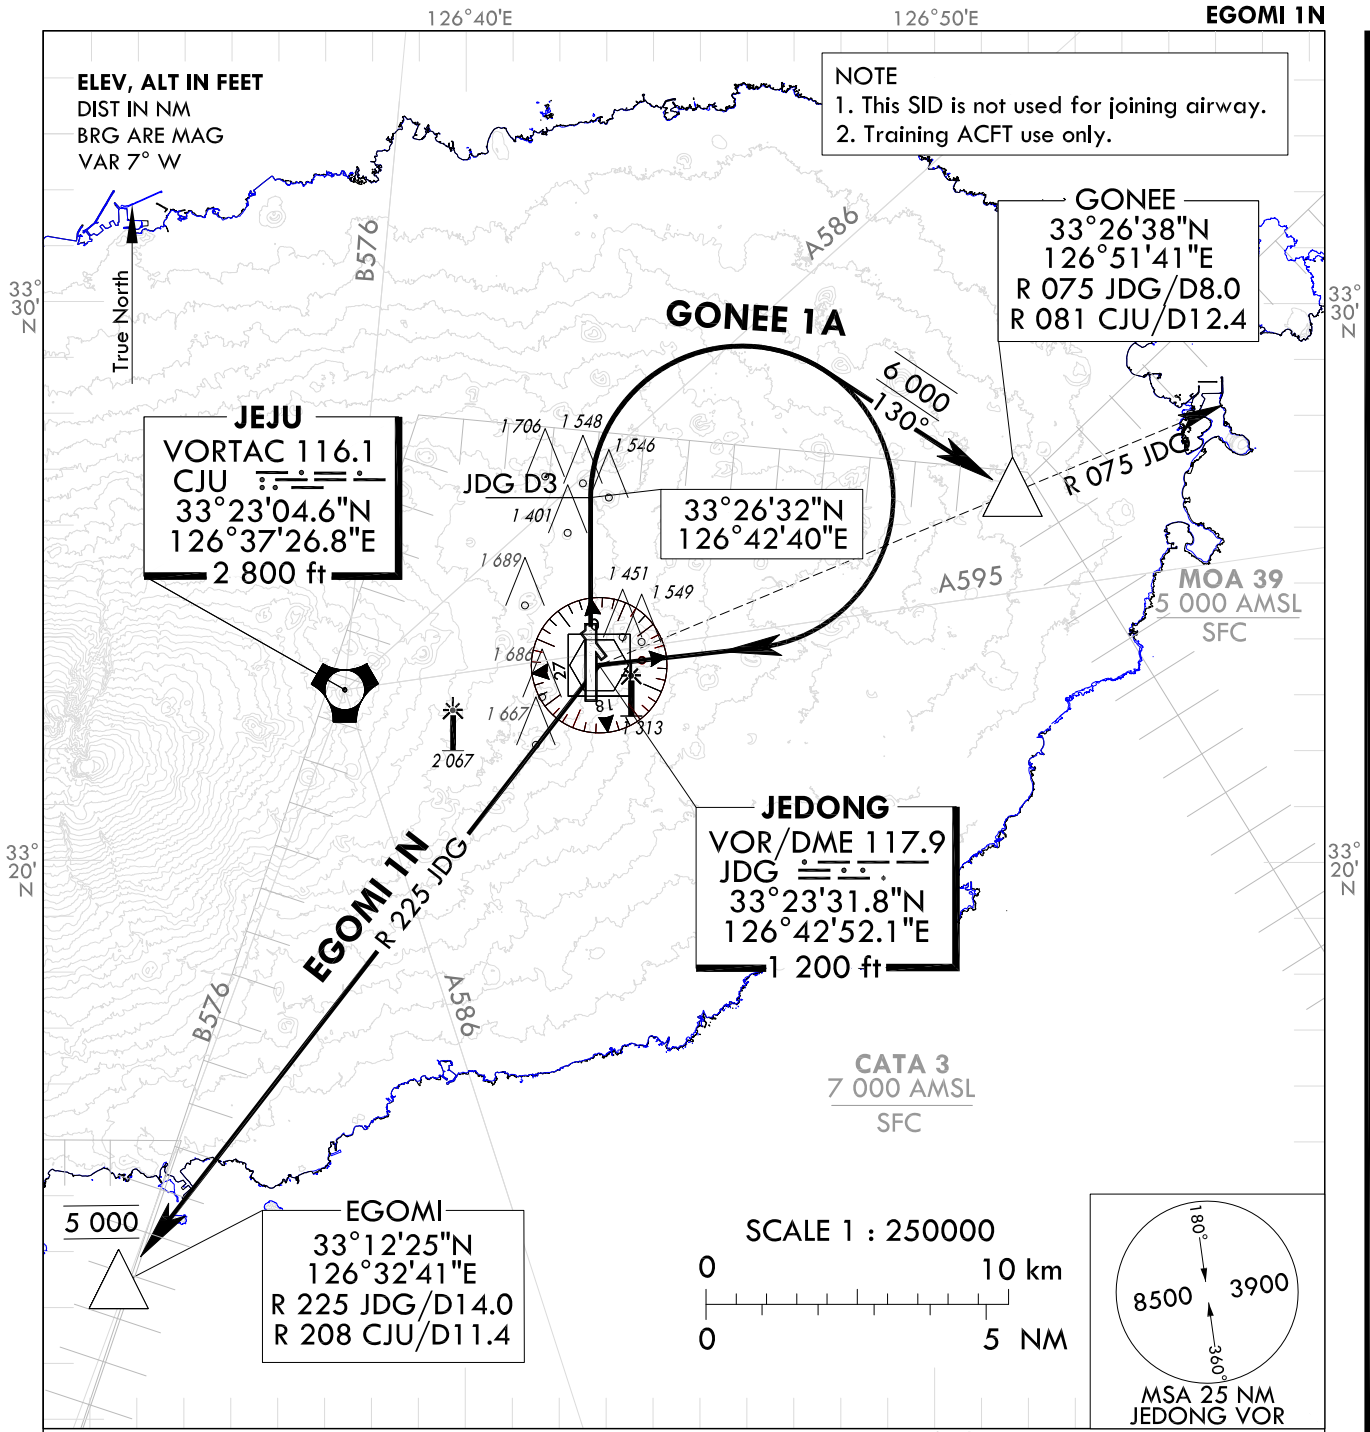 126°40'E
126°50'E
EGOMI 1N
ELEV, ALT IN FEET
DIST IN NM
BRG ARE MAG
VAR 7° W
NOTE
1. This SID is not used for joining airway.
2. Training ACFT use only.
GONEE
33°26'38"N
126°51'41"E
R 075 JDG/D8.0
R 081 CJU/D12.4
B576
A586
33°
30'
N
33°
30'
N
True North
GONEE 1A
6 000
130°
JEJU
VORTAC 116.1
CJU
33°23'04.6"N
126°37'26.8"E
2 800 ft
1 706
1 548
1 546
JDG D3
1 401
33°26'32"N
126°42'40"E
R 075 JDG
1 689
1 451
1 549
A595
MOA 39
5 000 AMSL
SFC
1 686
27
18
1 667
1 313
2 067
JEDONG
VOR/DME 117.9
JDG
33°23'31.8"N
126°42'52.1"E
1 200 ft
33°
20'
N
33°
20'
N
EGOMI 1N
R 225 JDG
B576
A586
CATA 3
7 000 AMSL
SFC
5 000
EGOMI
33°12'25"N
126°32'41"E
R 225 JDG/D14.0
R 208 CJU/D11.4
SCALE 1 : 250000
0 10 km
0 5 NM
180°
8500 3900
360°
MSA 25 NM
JEDONG VOR